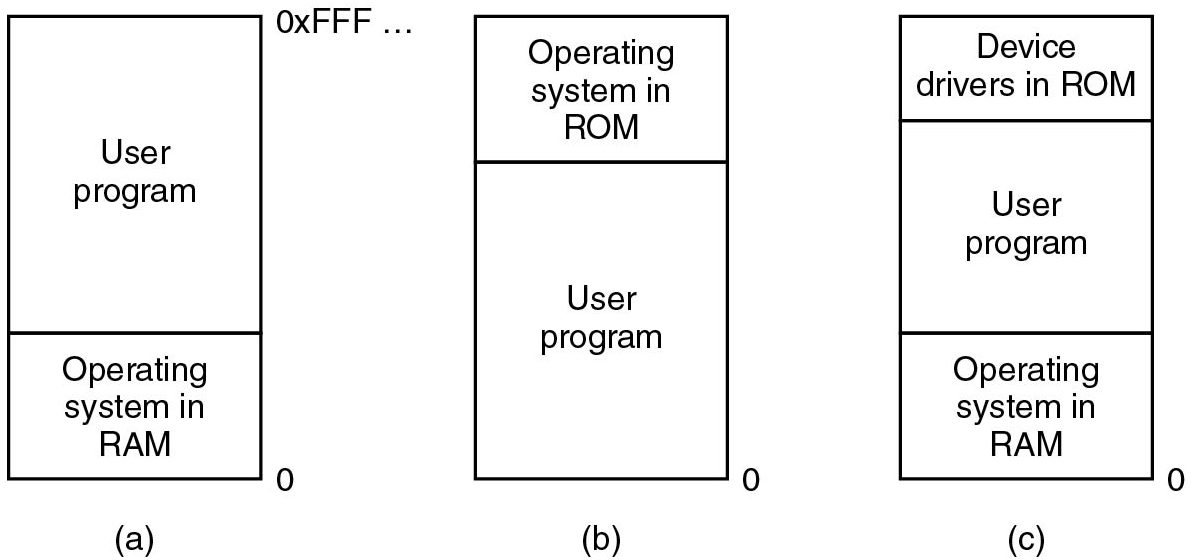 User
program
Operating
system in
RAM
0xFFF …
0
(a)
Operating
system in
ROM
User
program
0
(b)
Device
drivers in ROM
User
program
Operating
system in
RAM
0
(c)